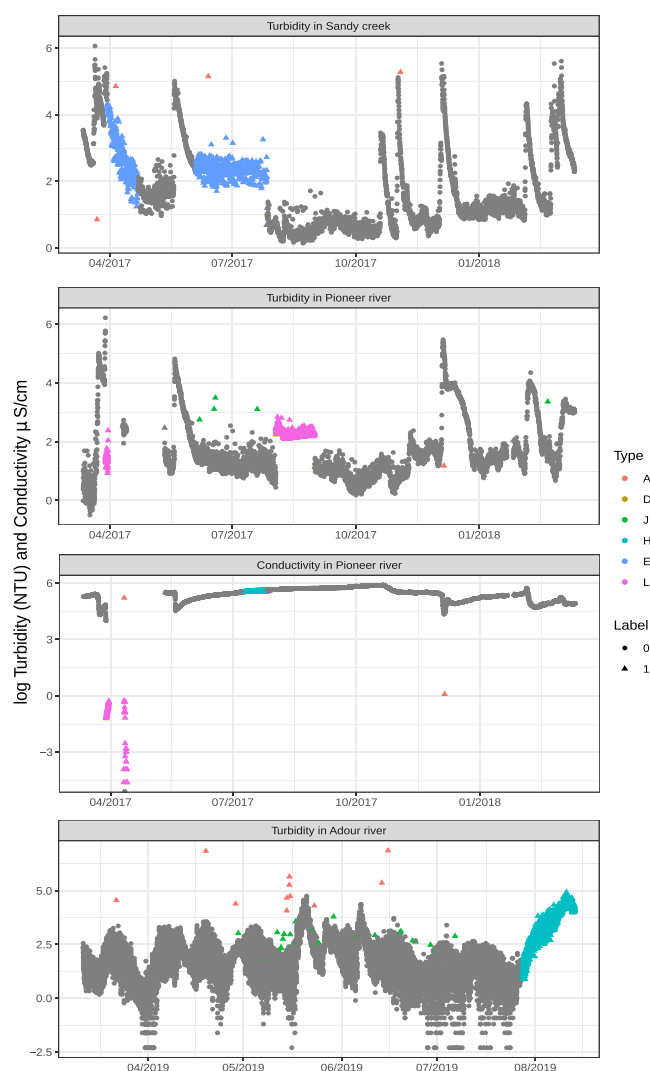 Turbidity in Sandy creek
6
4
2
0
04/2017 07/2017 10/2017 01/2018
Turbidity in Pioneer river
6
4
2
0
04/2017 07/2017 10/2017 01/2018
log Turbidity (NTU) and Conductivity µ S/cm
Conductivity in Pioneer river
6
3
0
−3
04/2017 07/2017 10/2017 01/2018
Turbidity in Adour river
5.0
2.5
0.0
−2.5
04/2019 05/2019 06/2019 07/2019 08/2019
Type
A
D
J
H
E
L
Label
0
1